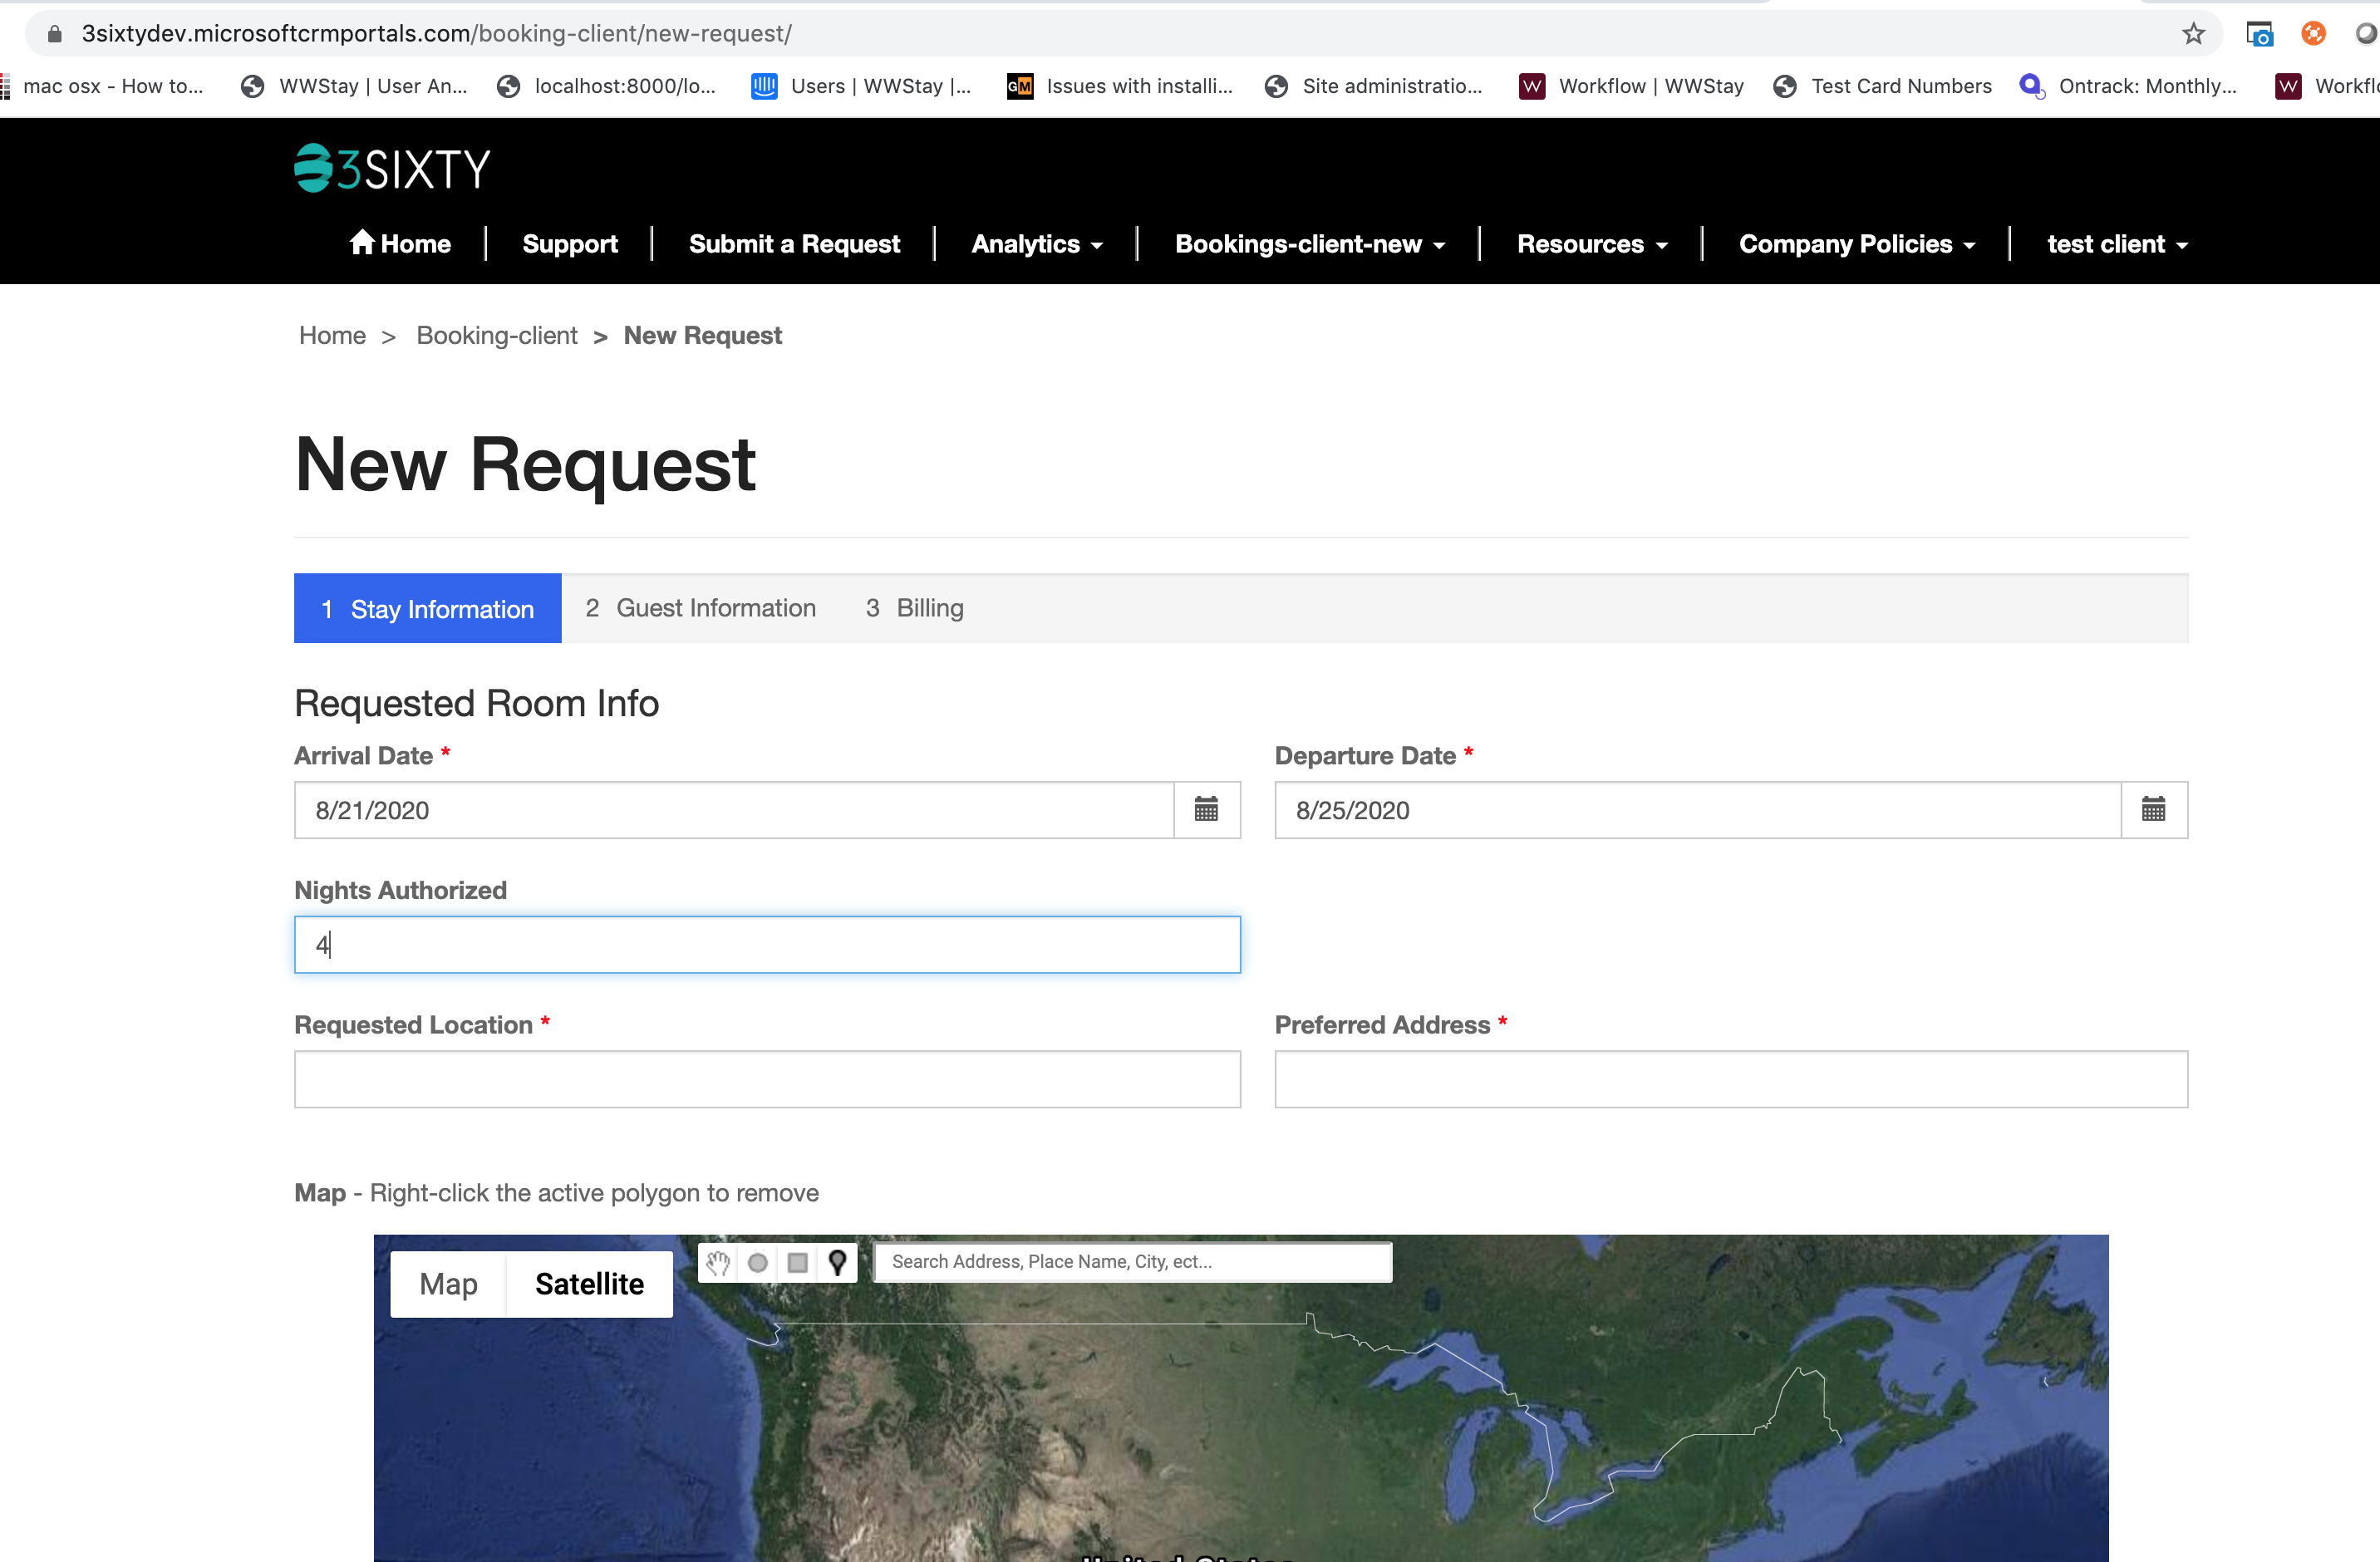 3sixtydev.microsoftcrmportals.com/booking-client/new-request/
mac osx - How to... WWStay | User An... localhost:8000/lo... Users | WWStay |... GM Issues with installi... Site administratio... W Workflow | WWStay Test Card Numbers Ontrack: Monthly... W
3SIXTY
Home Support Submit a Request Analytics Bookings-client-new Resources Company Policies test client
Home > Booking-client > New Request
New Request
1 Stay Information 2 Guest Information 3 Billing
Requested Room Info
Arrival Date * Departure Date *
8/21/2020 8/25/2020
Nights Authorized
4
Requested Location * Preferred Address *
Map - Right-click the active polygon to remove
Map Satellite Search Address, Place Name, City, ect...
United States